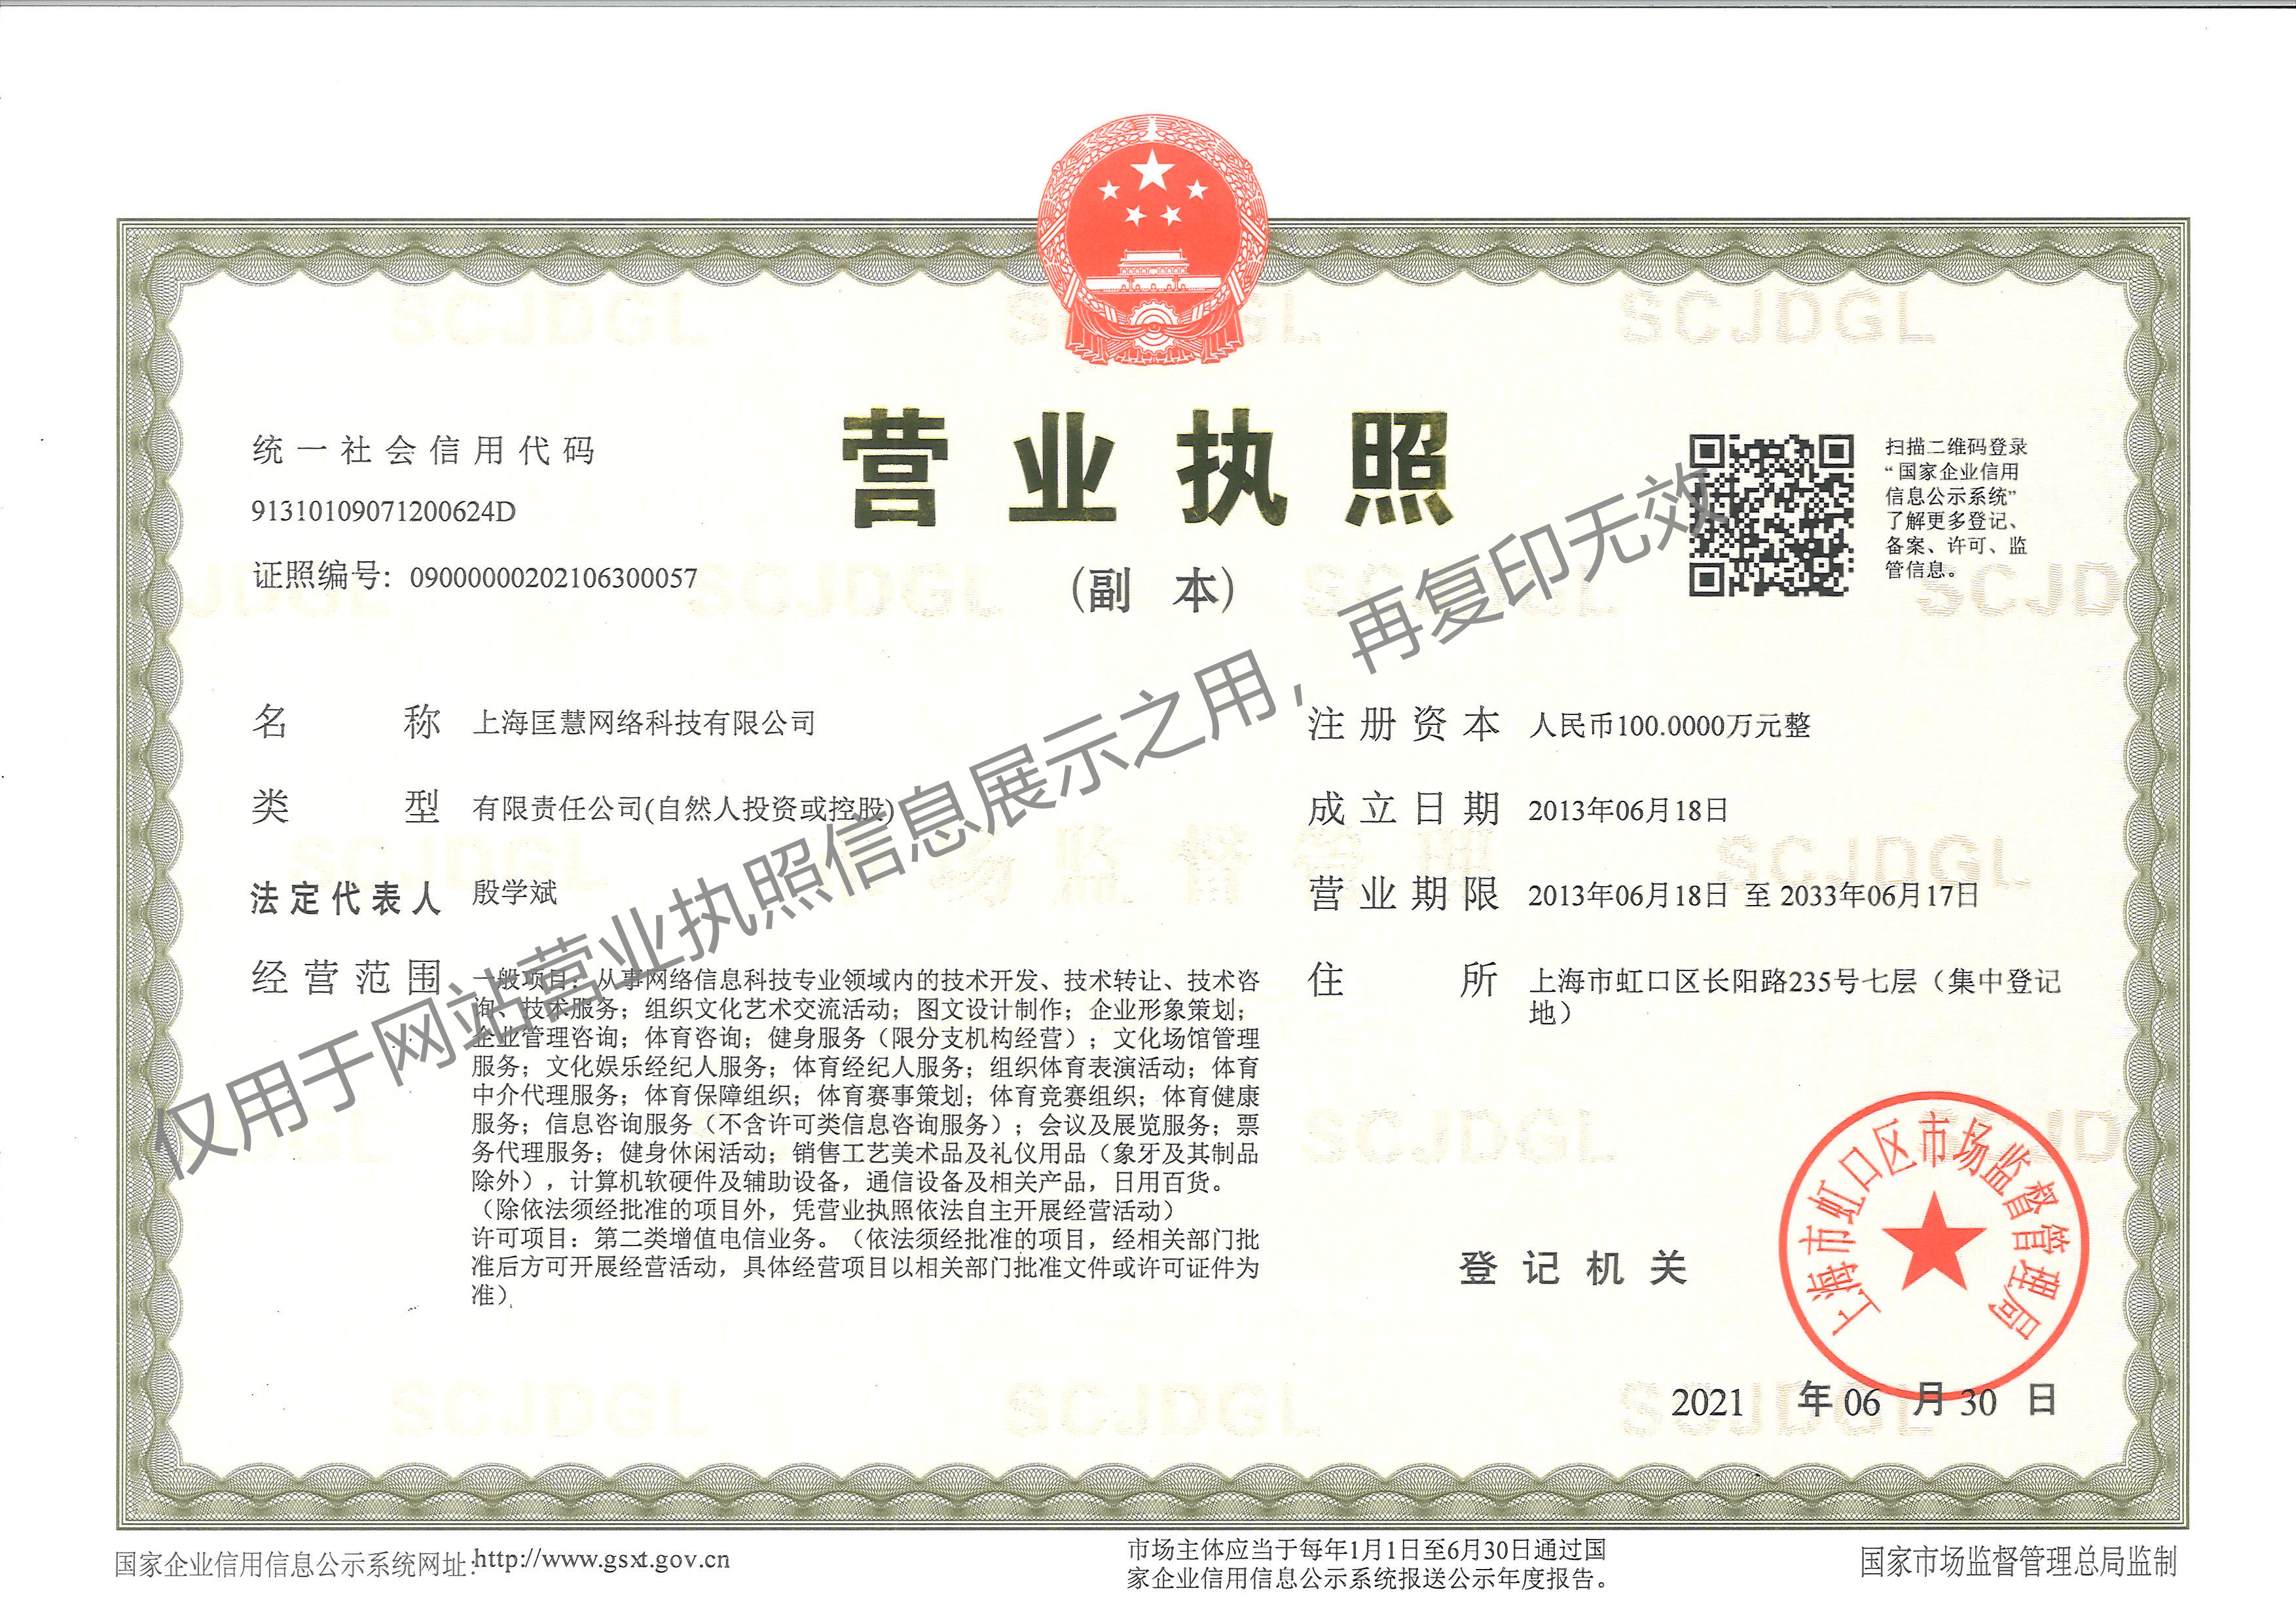 营业执照
(副 本)
统一社会信用代码
91310109071200624D
证照编号: 09000000202106300057
扫描二维码登录
“国家企业信用
信息公示系统”
了解更多登记、
备案、许可、监
管信息。
名 称 上海匡慧网络科技有限公司
类 型 有限责任公司(自然人投资或控股)
法定代表人 殷学斌
经营范围 一般项目：从事网络信息科技专业领域内的技术开发、技术转让、技术咨
询、技术服务；组织文化艺术交流活动；图文设计制作；企业形象策划；
企业管理咨询；体育咨询；健身服务（限分支机构经营）；文化场馆管理
服务；文化娱乐经纪人服务；体育经纪人服务；组织体育表演活动；体育
中介代理服务；体育保障组织；体育赛事策划；体育竞赛组织；体育健康
服务；信息咨询服务（不含许可类信息咨询服务）；会议及展览服务；票
务代理服务；健身休闲活动；销售工艺美术品及礼仪用品（象牙及其制品
除外），计算机软硬件及辅助设备，通信设备及相关产品，日用百货。
（除依法须经批准的项目外，凭营业执照依法自主开展经营活动）
许可项目：第二类增值电信业务。（依法须经批准的项目，经相关部门批
准后方可开展经营活动，具体经营项目以相关部门批准文件或许可证件为
准）
注册资本 人民币100.0000万元整
成立日期 2013年06月18日
营业期限 2013年06月18日 至 2033年06月17日
住 所 上海市虹口区长阳路235号七层（集中登记
地）
登记机关
上海市虹口区市场监督管理局
2021 年 06 月 30 日
仅用于网站营业执照信息展示之用，再复印无效
SCJDGL
市场监督管理
国家企业信用信息公示系统网址:http://www.gsxt.gov.cn
市场主体应当于每年1月1日至6月30日通过国
家企业信用信息公示系统报送公示年度报告。
国家市场监督管理总局监制